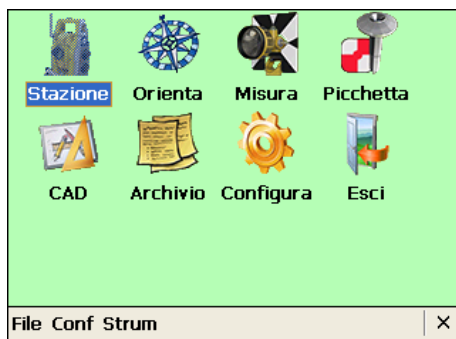 Stazione Orienta Misura Picchetta
CAD Archivio Configura Esci
File Conf Strum